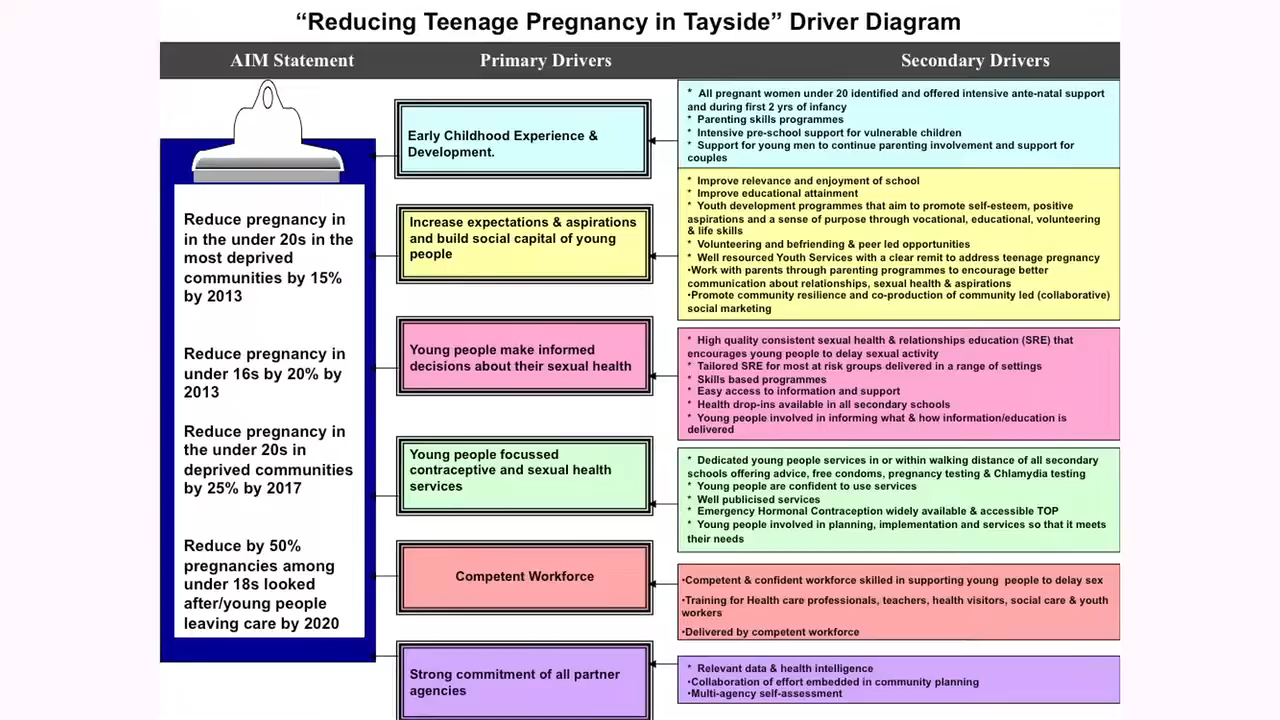 “Reducing Teenage Pregnancy in Tayside” Driver Diagram
AIM Statement
Primary Drivers
Secondary Drivers
Reduce pregnancy in
in the under 20s in the
most deprived
communities by 15%
by 2013
Reduce pregnancy in
under 16s by 20% by
2013
Reduce pregnancy in
the under 20s in
deprived communities
by 25% by 2017
Reduce by 50%
pregnancies among
under 18s looked
after/young people
leaving care by 2020
Early Childhood Experience &
Development.
Increase expectations & aspirations
and build social capital of young
people
Young people make informed
decisions about their sexual health
Young people focussed
contraceptive and sexual health
services
Competent Workforce
Strong commitment of all partner
agencies
* All pregnant women under 20 identified and offered intensive ante-natal support
and during first 2 yrs of infancy
* Parenting skills programmes
* Intensive pre-school support for vulnerable children
* Support for young men to continue parenting involvement and support for
couples
* Improve relevance and enjoyment of school
* Improve educational attainment
* Youth development programmes that aim to promote self-esteem, positive
aspirations and a sense of purpose through vocational, educational, volunteering
& life skills
* Volunteering and befriending & peer led opportunities
* Well resourced Youth Services with a clear remit to address teenage pregnancy
•Work with parents through parenting programmes to encourage better
communication about relationships, sexual health & aspirations
•Promote community resilience and co-production of community led (collaborative)
social marketing
* High quality consistent sexual health & relationships education (SRE) that
encourages young people to delay sexual activity
* Tailored SRE for most at risk groups delivered in a range of settings
* Skills based programmes
* Easy access to information and support
* Health drop-ins available in all secondary schools
* Young people involved in informing what & how information/education is
delivered
* Dedicated young people services in or within walking distance of all secondary
schools offering advice, free condoms, pregnancy testing & Chlamydia testing
* Young people are confident to use services
* Well publicised services
* Emergency Hormonal Contraception widely available & accessible TOP
* Young people involved in planning, implementation and services so that it meets
their needs
•Competent & confident workforce skilled in supporting young people to delay sex
•Training for Health care professionals, teachers, health visitors, social care & youth
workers
•Delivered by competent workforce
* Relevant data & health intelligence
•Collaboration of effort embedded in community planning
•Multi-agency self-assessment